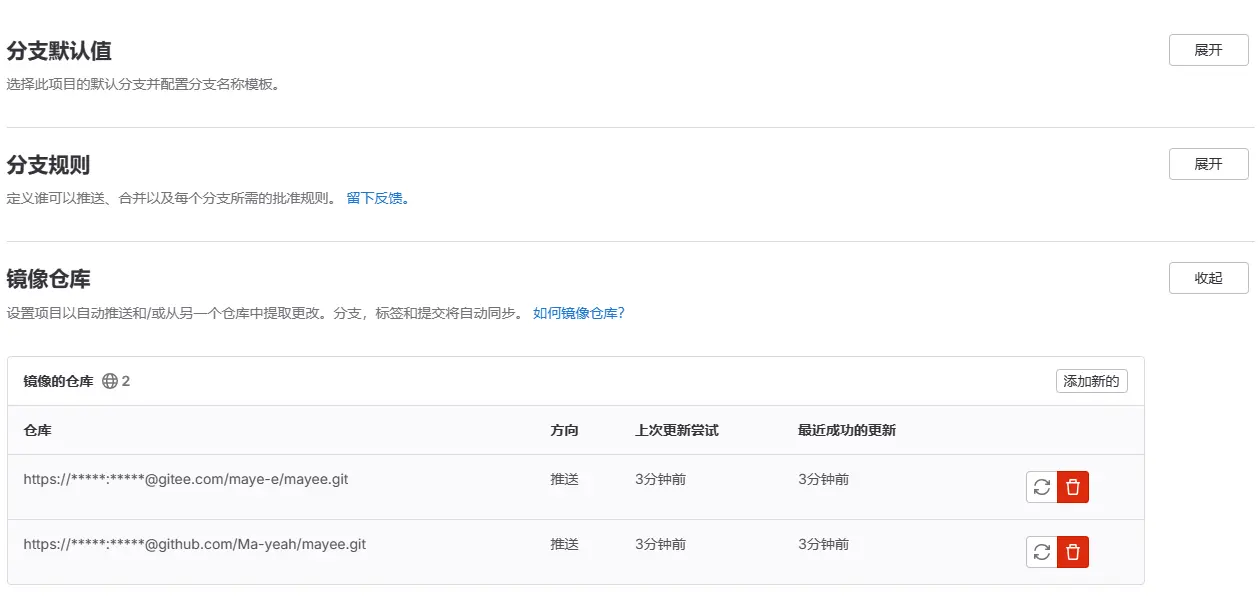 分支默认值
展开
选择此项目的默认分支并配置分支名称模板。
分支规则
展开
定义谁可以推送、合并以及每个分支所需的批准规则。 留下反馈。
镜像仓库
收起
设置项目以自动推送和/或从另一个仓库中提取更改。分支，标签和提交将自动同步。 如何镜像仓库?
镜像的仓库 2
添加新的
仓库 方向 上次更新尝试 最近成功的更新
https://*****:*****@gitee.com/maye-e/mayee.git 推送 3分钟前 3分钟前
https://*****:*****@github.com/Ma-yeah/mayee.git 推送 3分钟前 3分钟前